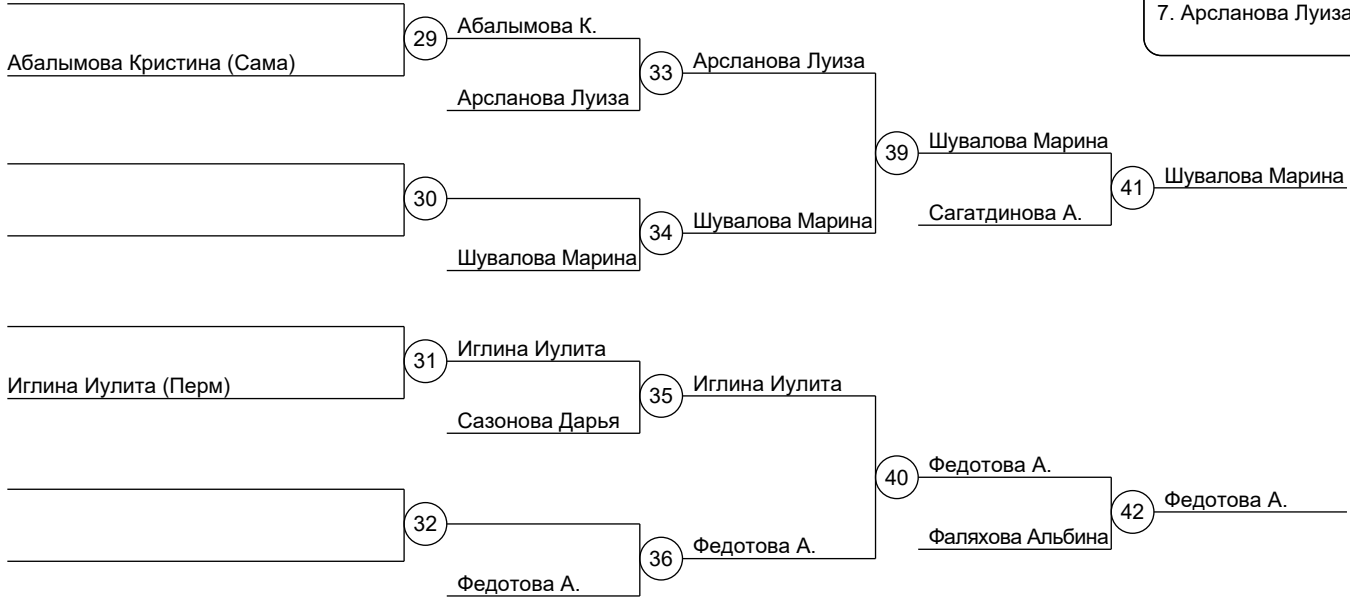 7. Арсланова Луиза
29
Абалымова К.
Абалымова Кристина (Сама)
33
Арсланова Луиза
Арсланова Луиза
39
Шувалова Марина
41
Шувалова Марина
30
Сагатдинова А.
34
Шувалова Марина
Шувалова Марина
31
Иглина Иулита
Иглина Иулита (Перм)
35
Иглина Иулита
Сазонова Дарья
40
Федотова А.
42
Федотова А.
32
Фаляхова Альбина
36
Федотова А.
Федотова А.